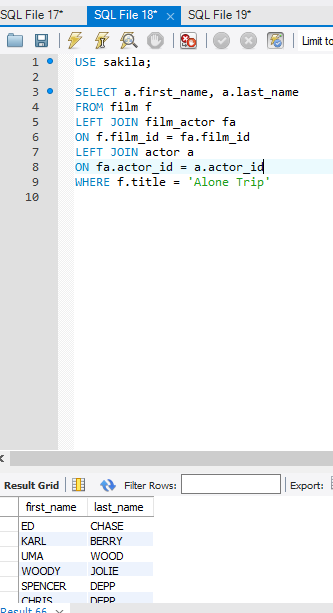 SQL File 17* SQL File 18* × SQL File 19*
Limit to
1 USE sakila;
2
3 SELECT a.first_name, a.last_name
4 FROM film f
5 LEFT JOIN film_actor fa
6 ON f.film_id = fa.film_id
7 LEFT JOIN actor a
8 ON fa.actor_id = a.actor_id
9 WHERE f.title = 'Alone Trip'
10
Result Grid Filter Rows: Export:
first_name last_name
ED CHASE
KARL BERRY
UMA WOOD
WOODY JOLIE
SPENCER DEPP
CHRIS DEPP
Result 66 ×